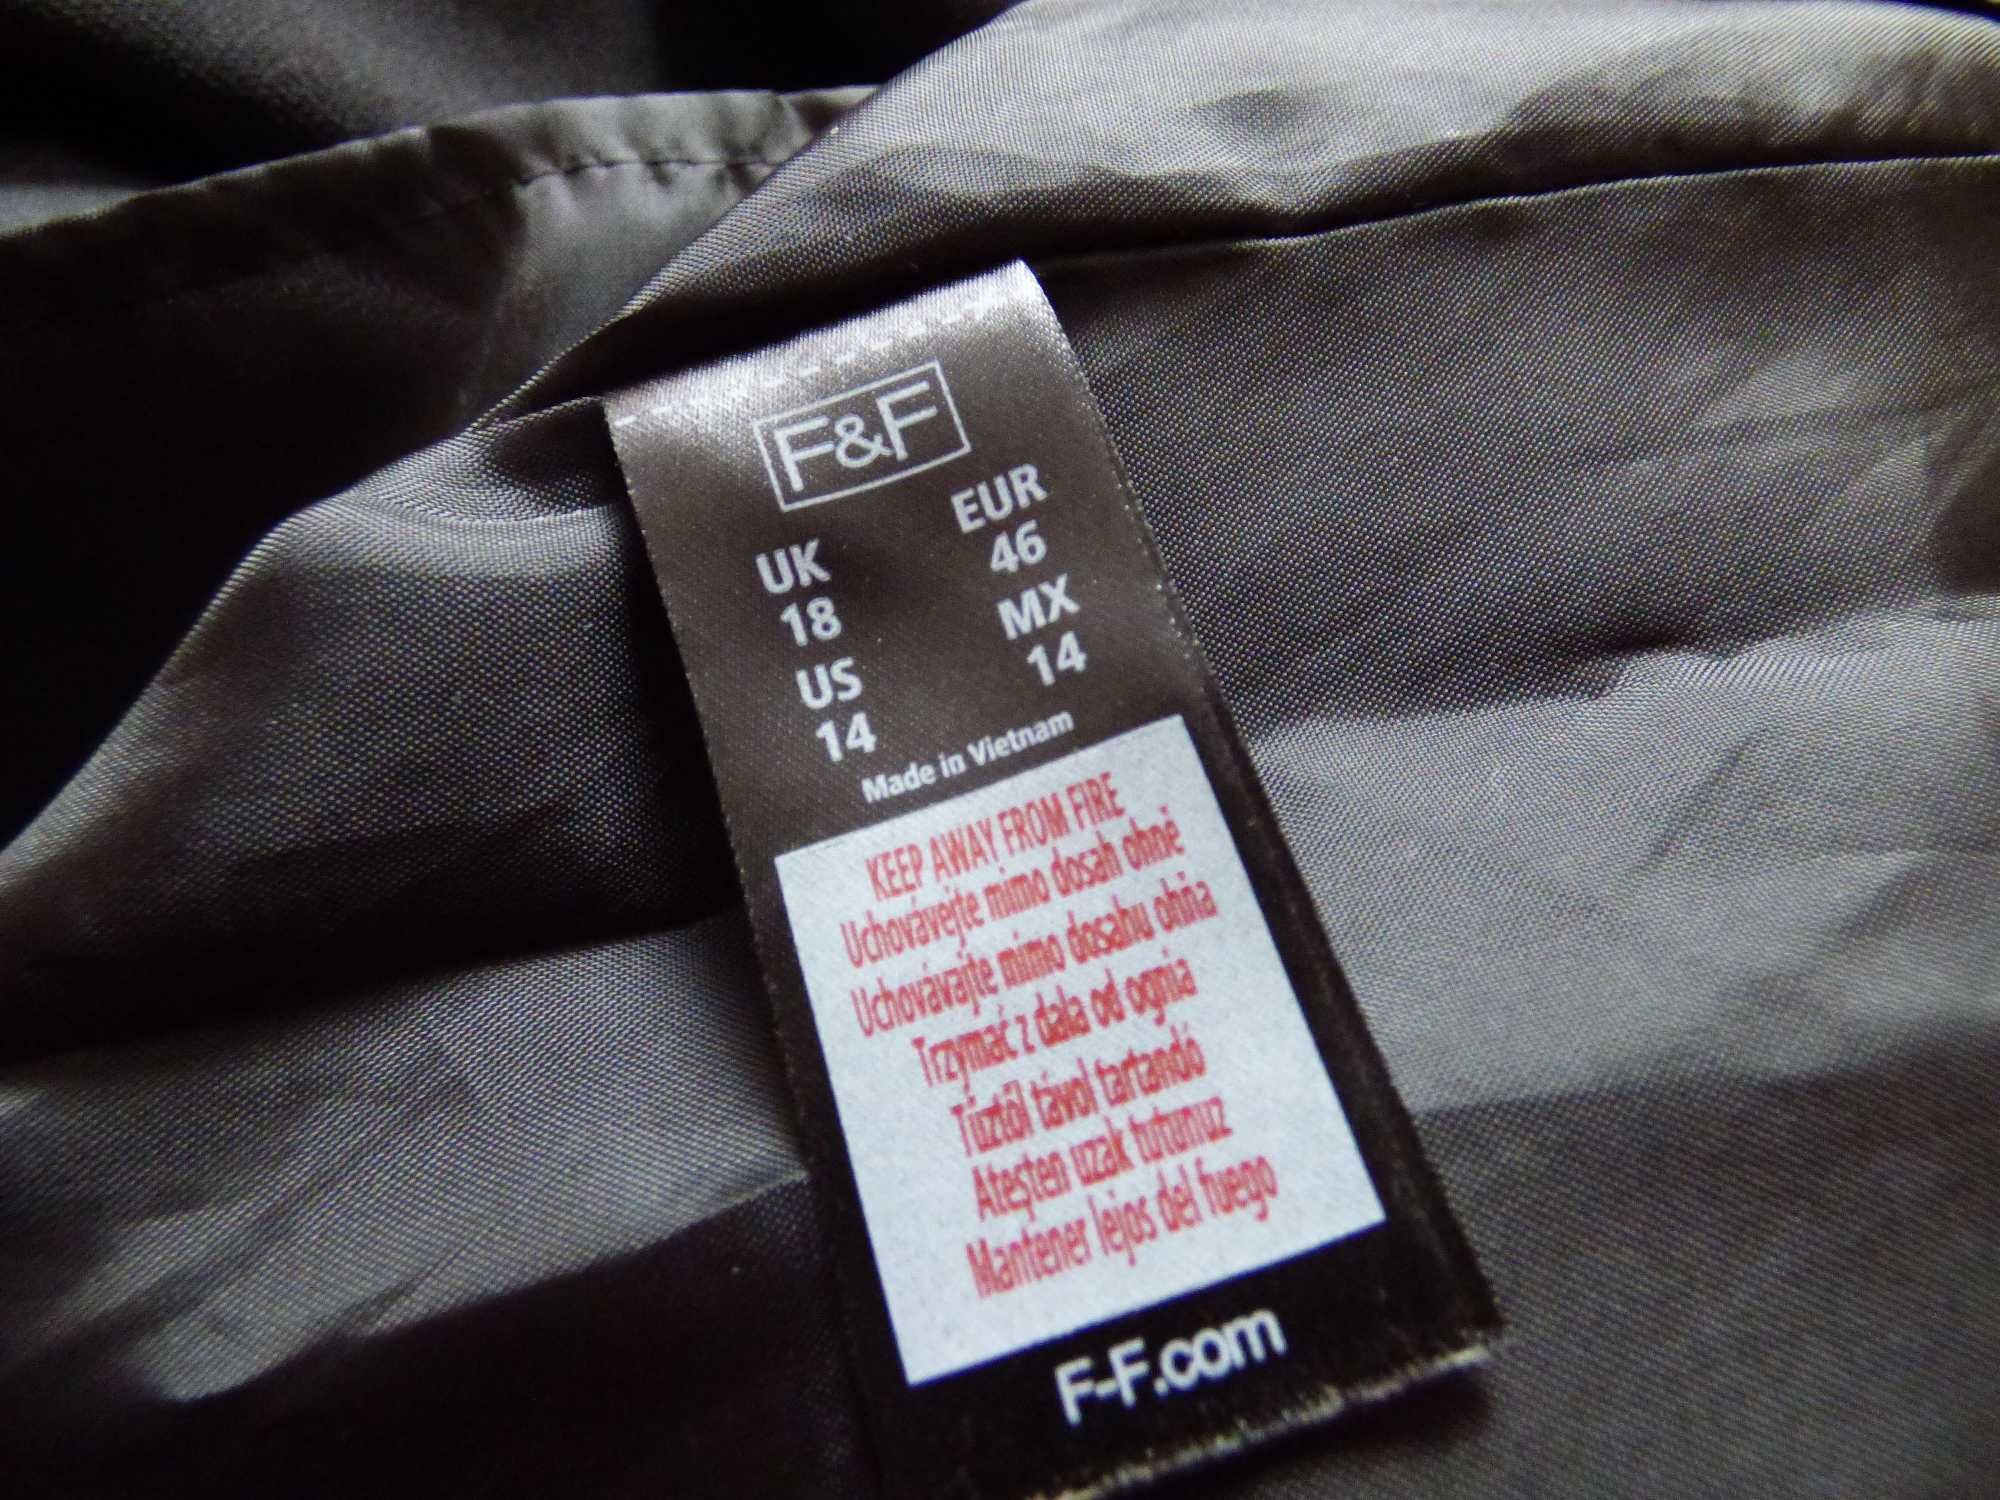 F&F
UK
18
US
14
EUR
46
MX
14
Made in Vietnam
KEEP AWAY FROM FIRE
Uchovávejte mimo dosah ohně
Uchovávajte mimo dosahu ohňa
Trzymać z dala od ognia
Tűztől távol tartandó
Ateşten uzak tutunuz
Mantener lejos del fuego
F-F.com